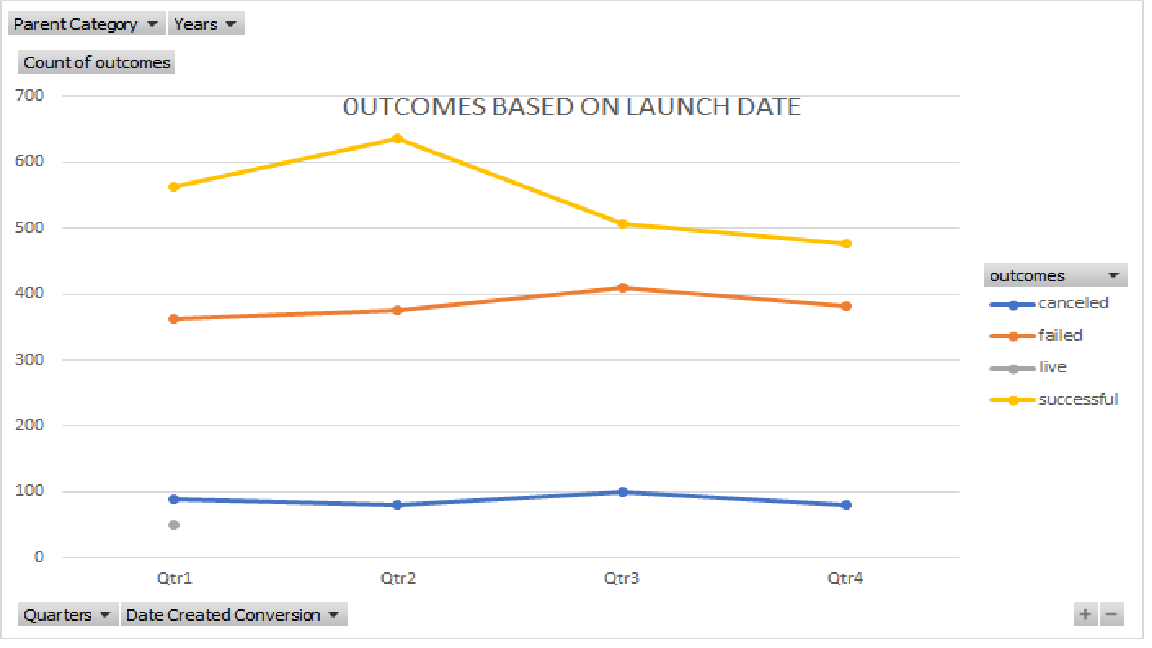 Parent Category Years
Count of outcomes
0UTCOMES BASED ON LAUNCH DATE
700
600
500
400
300
200
100
0
Qtr1 Qtr2 Qtr3 Qtr4
outcomes
canceled
failed
live
successful
Quarters Date Created Conversion
+ −